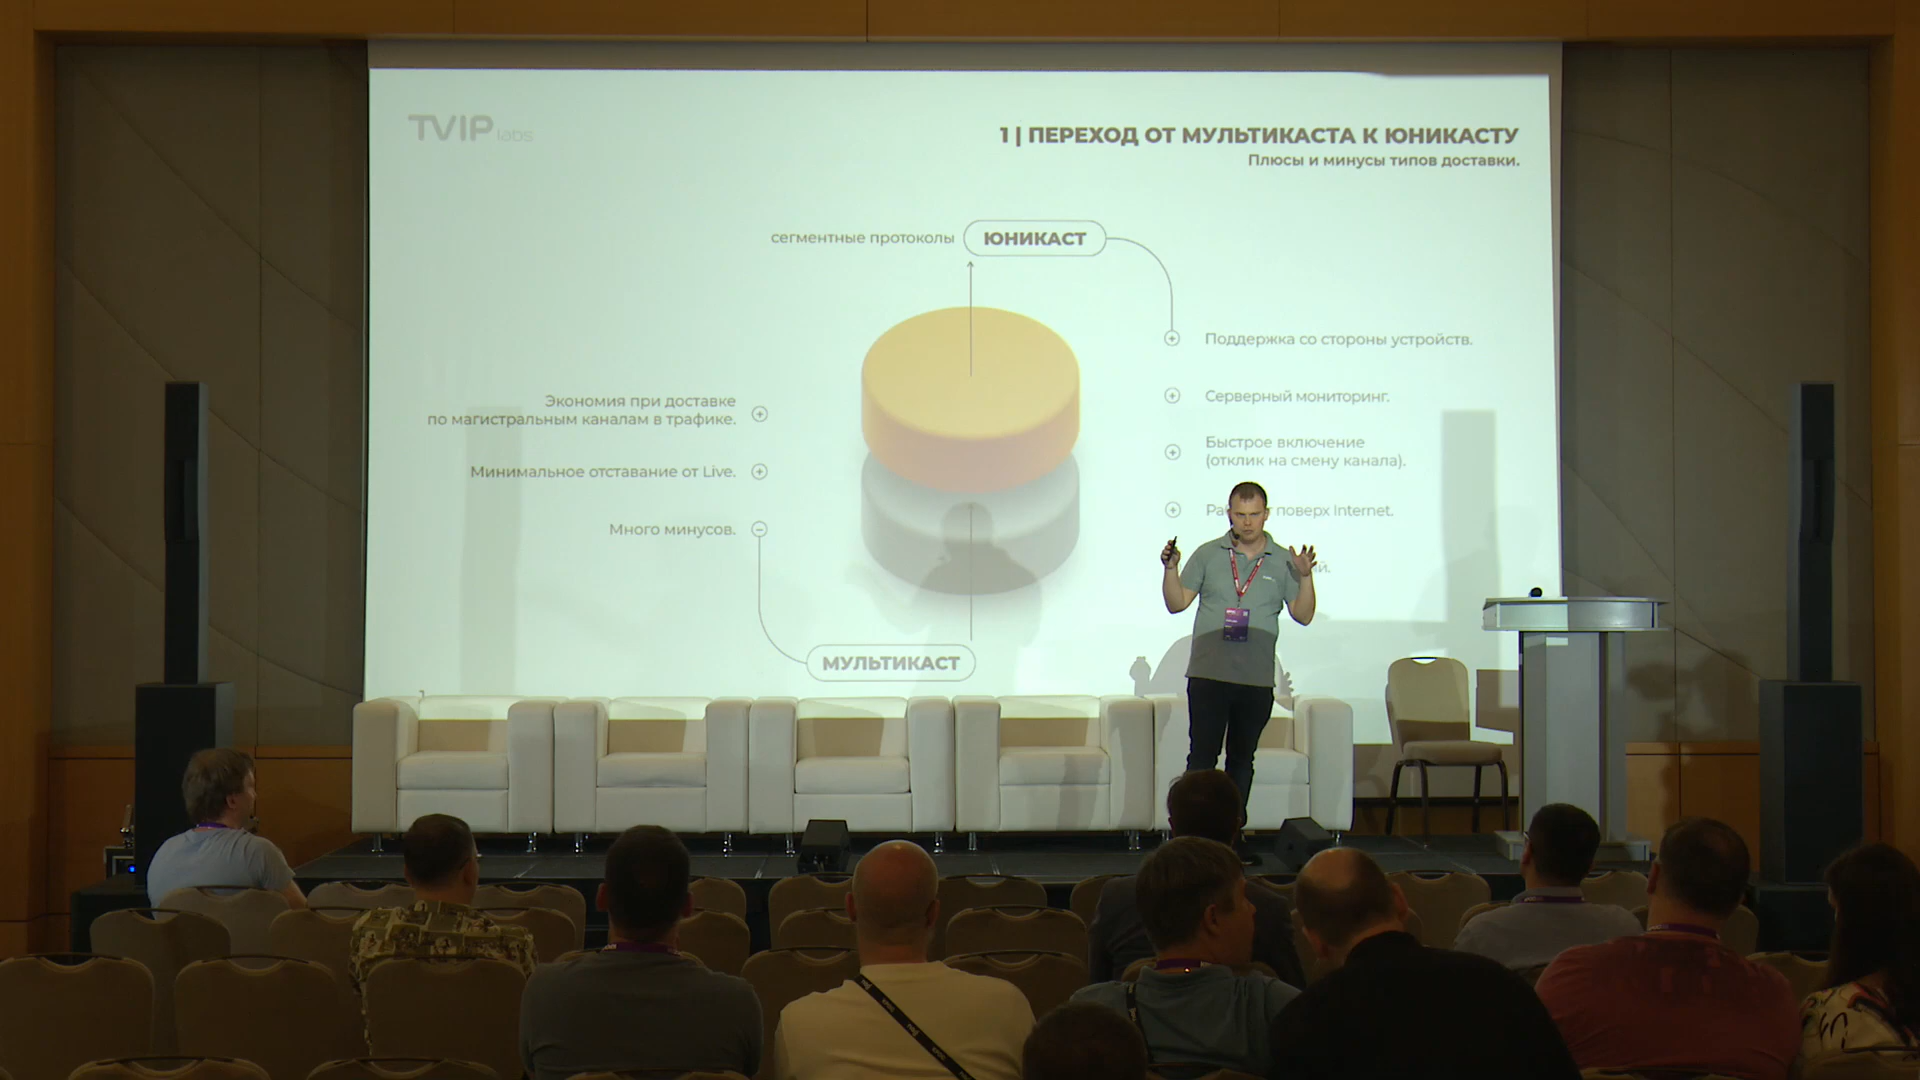 TVIP labs
1 | ПЕРЕХОД ОТ МУЛЬТИКАСТА К ЮНИКАСТУ
Плюсы и минусы типов доставки.
сегментные протоколы
ЮНИКАСТ
Поддержка со стороны устройств.
Серверный мониторинг.
Быстрое включение
(отклик на смену канала).
поверх Internet.
Экономия при доставке
по магистральным каналам в трафике.
Минимальное отставание от Live.
Много минусов.
МУЛЬТИКАСТ